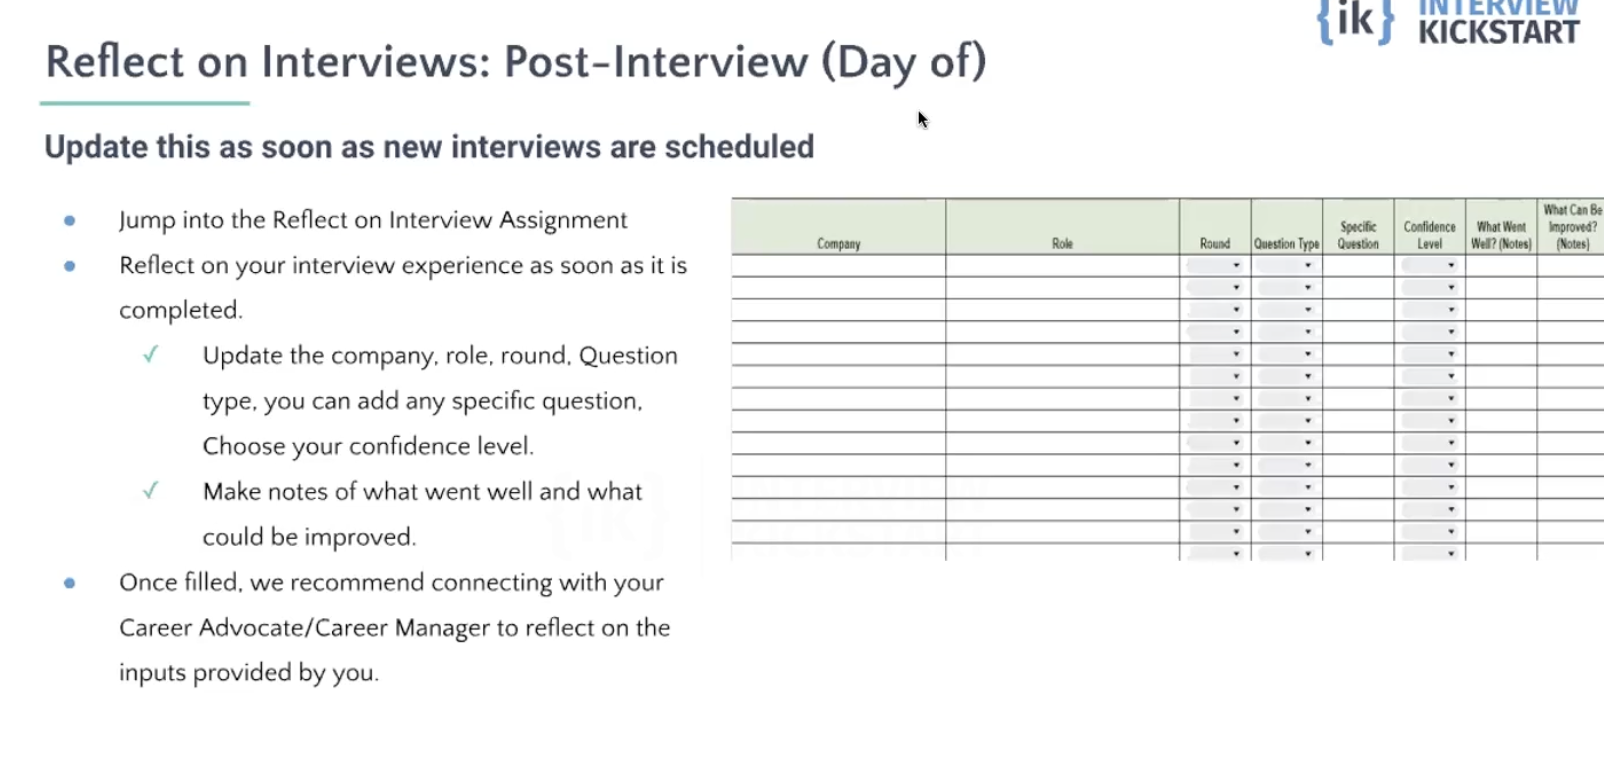 INTERVIEW
{ik} KICKSTART
Reflect on Interviews: Post-Interview (Day of)
Update this as soon as new interviews are scheduled
Jump into the Reflect on Interview Assignment
Reflect on your interview experience as soon as it is
completed.
Update the company, role, round, Question
type, you can add any specific question,
Choose your confidence level.
Make notes of what went well and what
could be improved.
Once filled, we recommend connecting with your
Career Advocate/Career Manager to reflect on the
inputs provided by you.
Company
Role
Round
Question Type
Specific
Question
Confidence
Level
What Went
Well? (Notes)
What Can Be
Improved?
(Notes)
{ik} INTERVIEW
KICKSTART